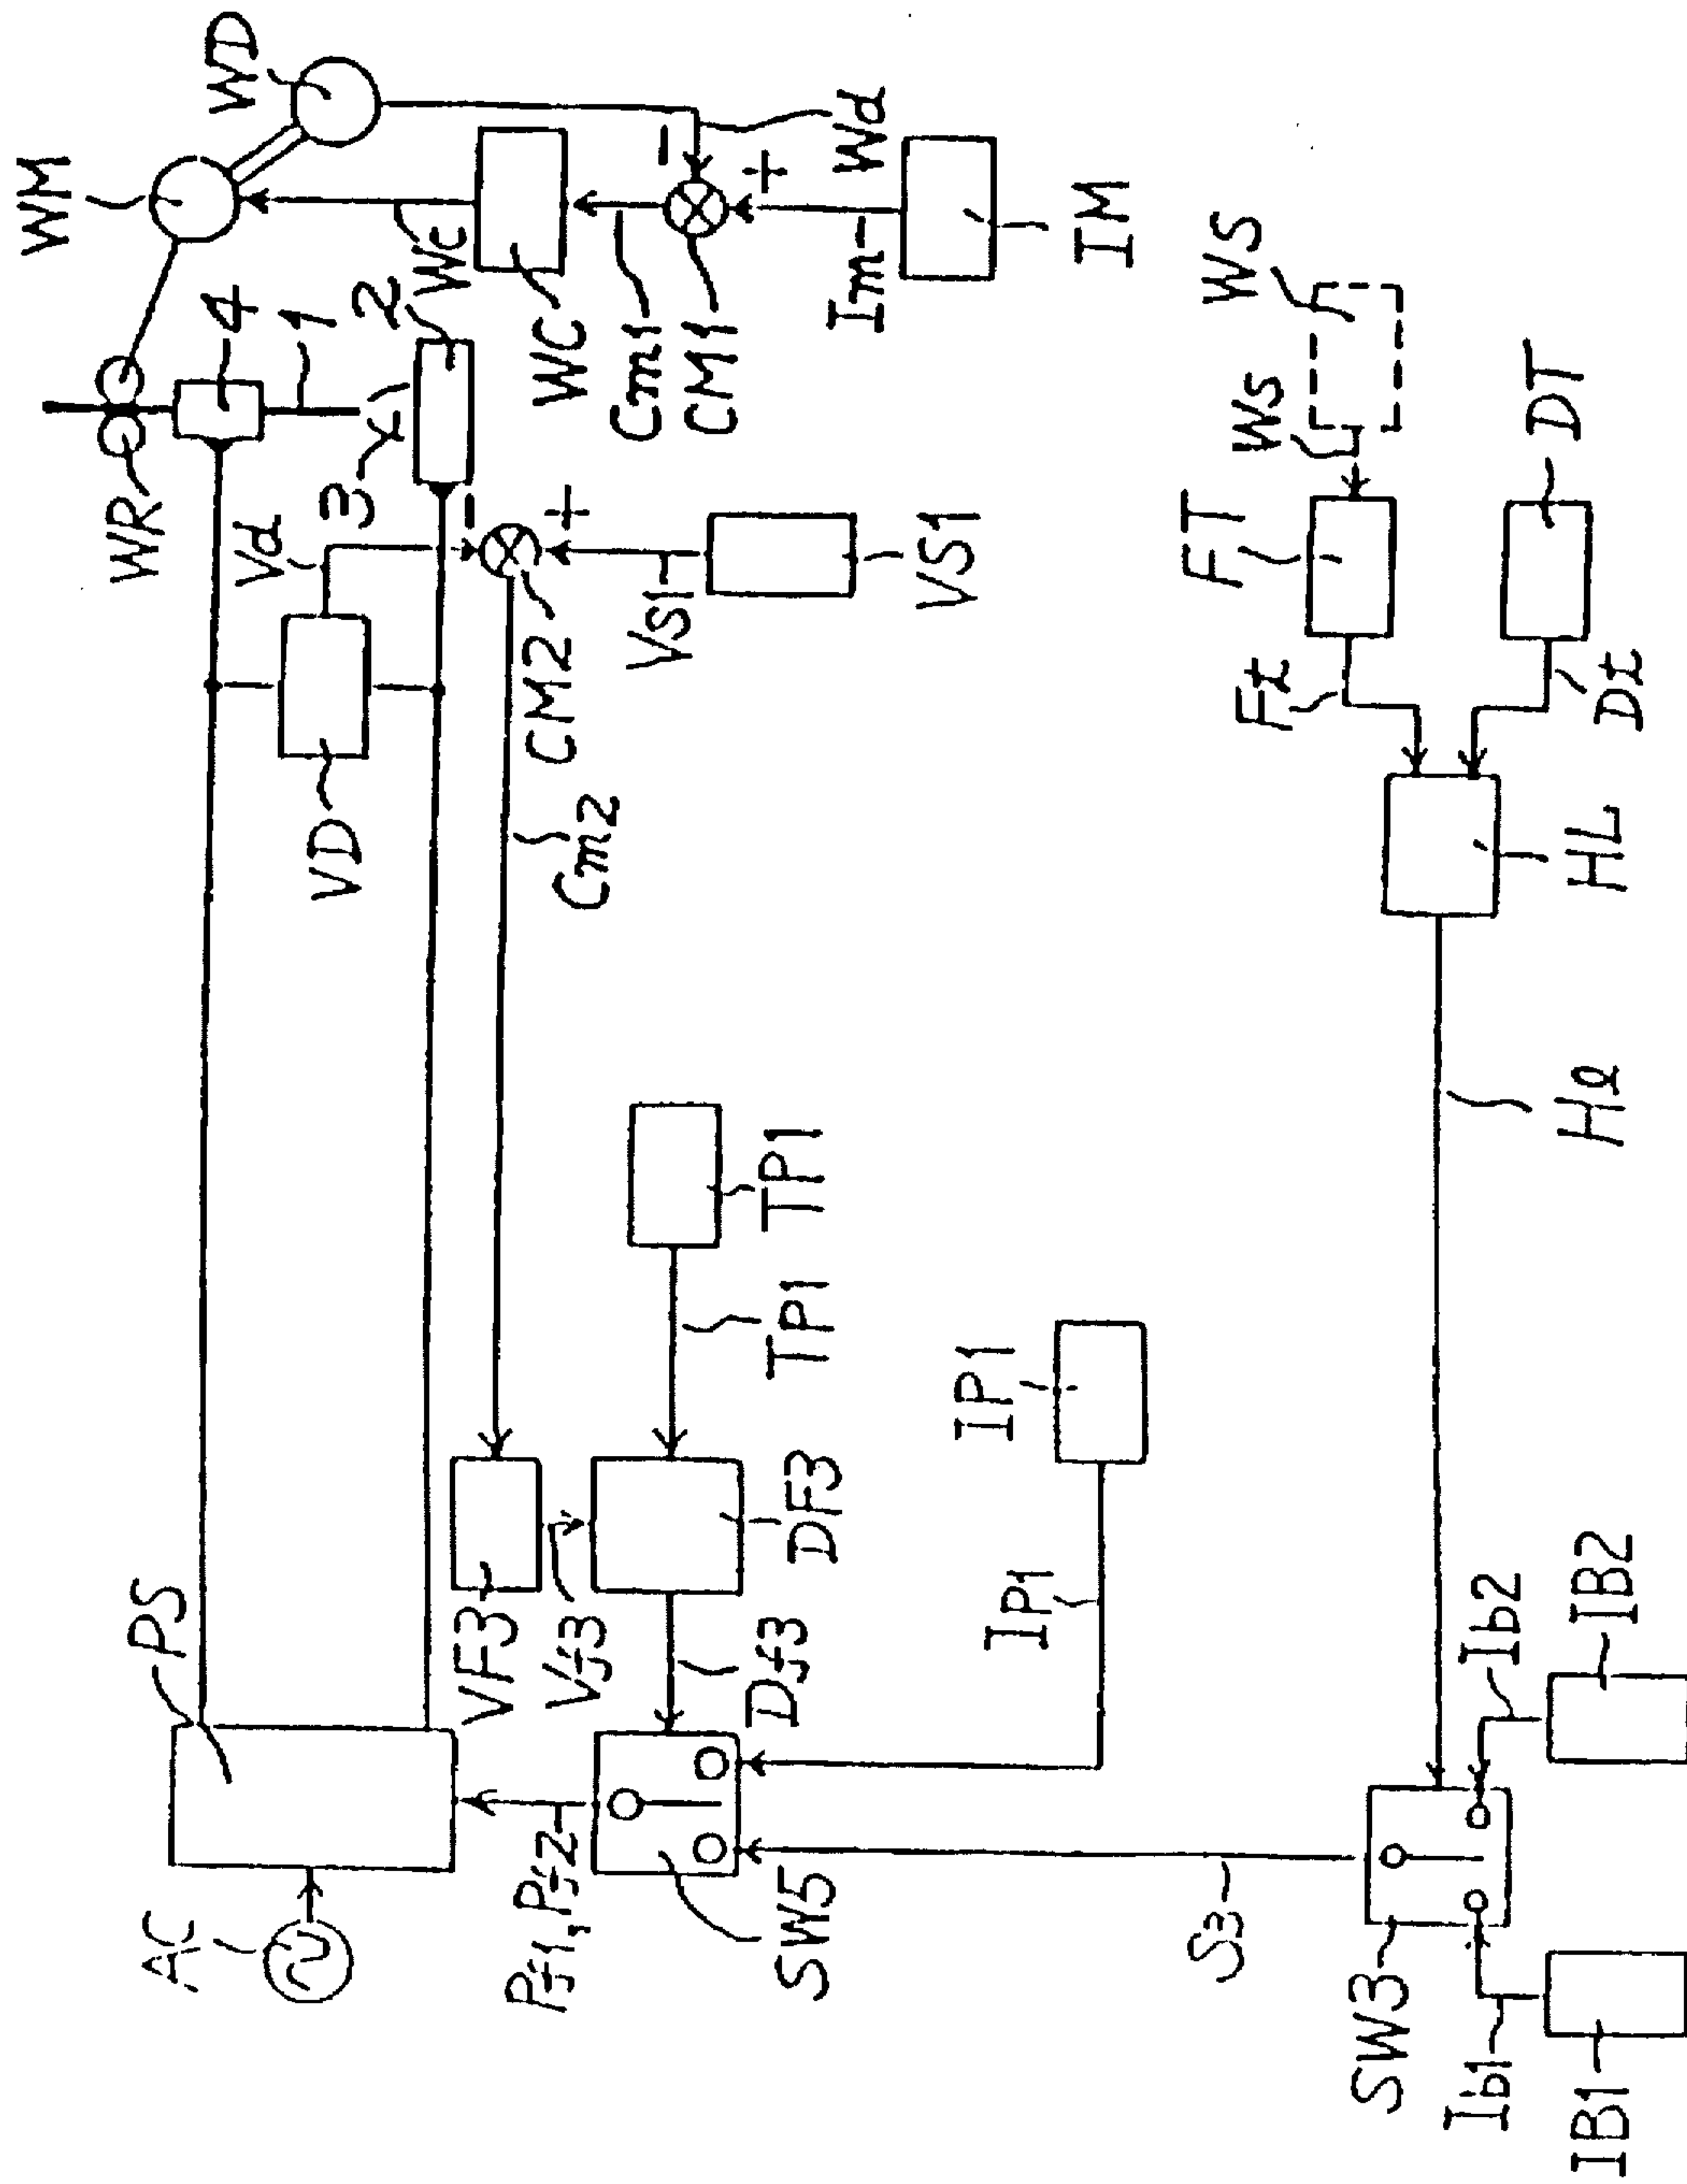 AC
PS
WR
4
1
WM
WD
Vd
3
2
Wc
VD
WC
-
+
CM2
Cm2
Vs1
VS1
Cm1
CM1
-
+
Wd
Im
IM
VF3
Vf3
TP1
TP1
DF3
Df3
Pf1, Pf2
SW5
IP1
IP1
S3
SW3
Ib1
IB1
Ib2
IB2
Hl
HL
Ft
FT
Ws
WS
Dt
DT